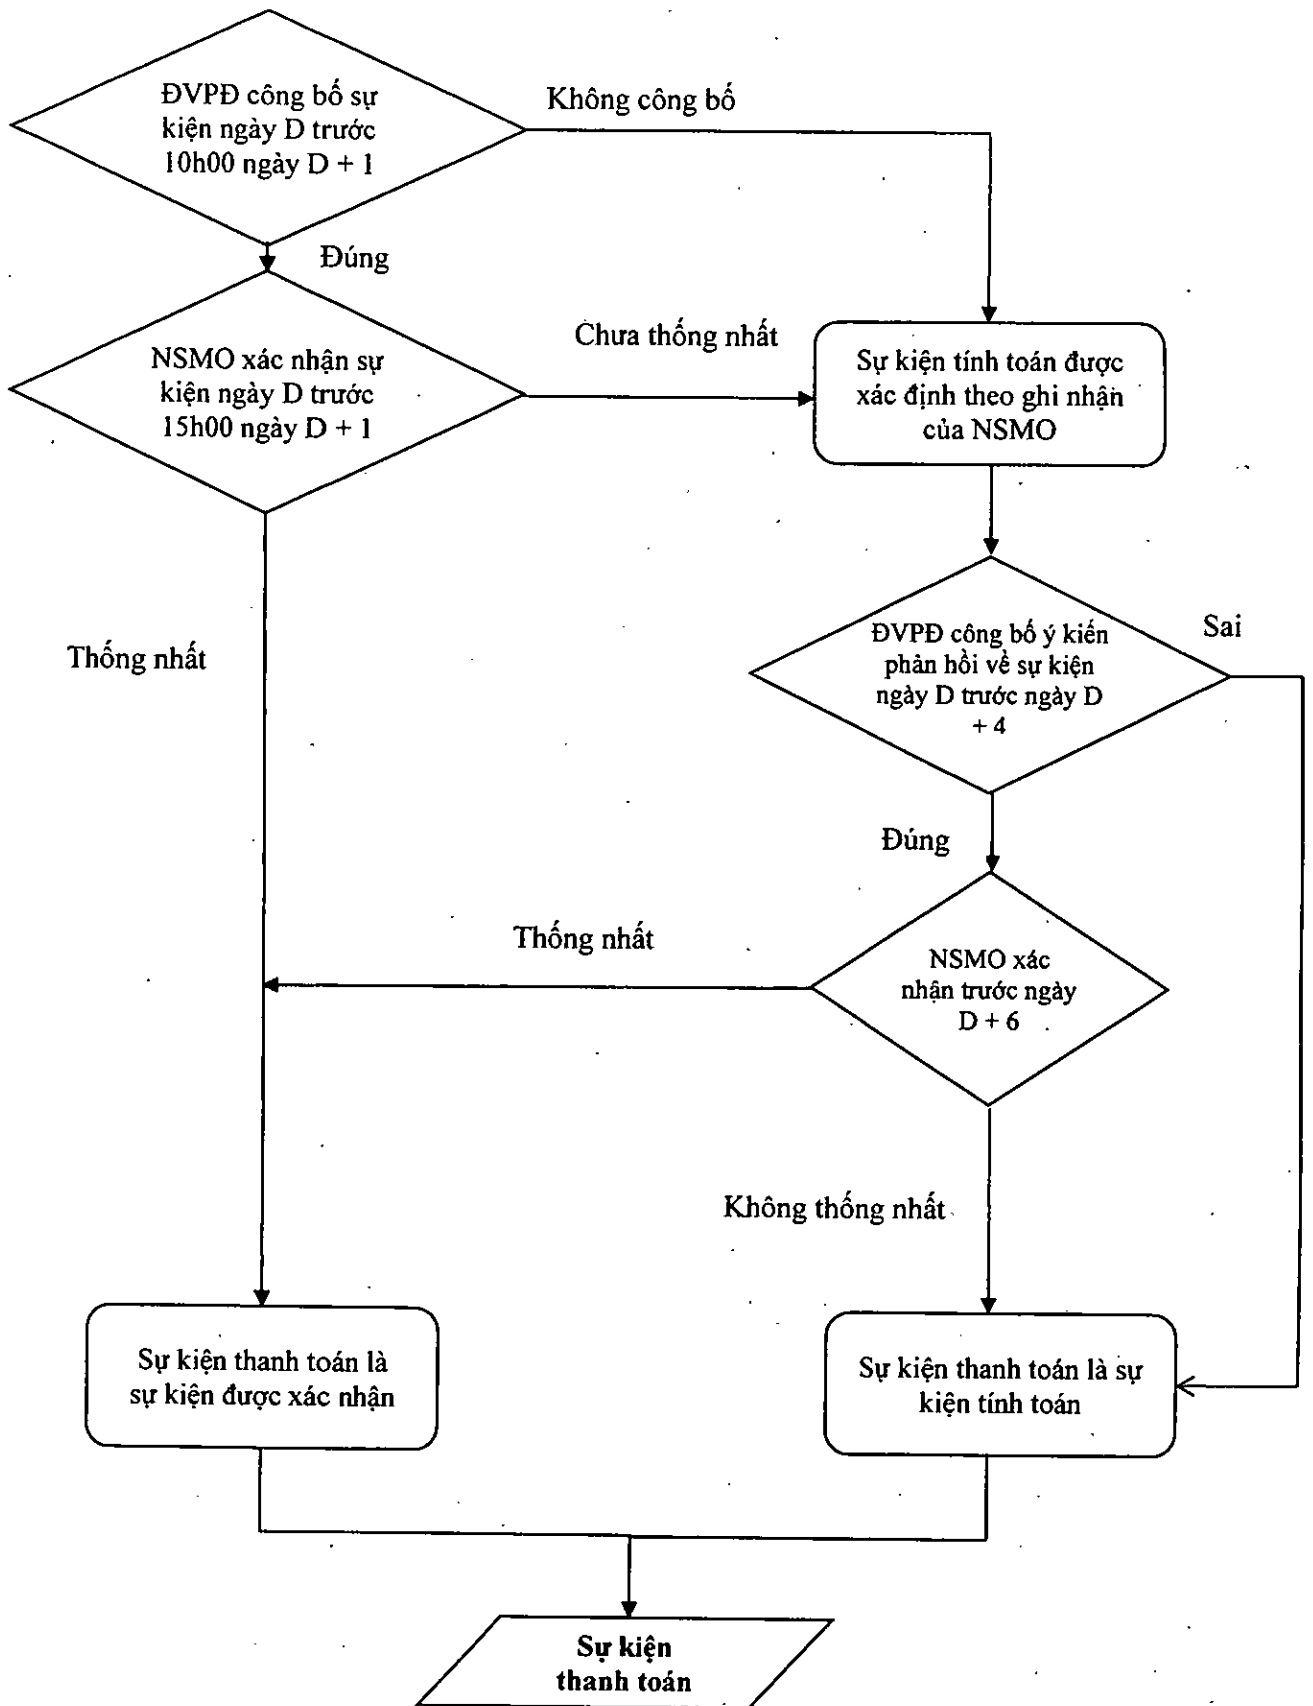 ĐVPĐ công bố sự
kiện ngày D trước
10h00 ngày D + 1
Không công bố
Đúng
NSMO xác nhận sự
kiện ngày D trước
15h00 ngày D + 1
Chưa thống nhất
Sự kiện tính toán được
xác định theo ghi nhận
của NSMO
Thống nhất
ĐVPĐ công bố ý kiến
phản hồi về sự kiện
ngày D trước ngày D
+ 4
Sai
Đúng
Thống nhất
NSMO xác
nhận trước ngày
D + 6
Không thống nhất
Sự kiện thanh toán là
sự kiện được xác nhận
Sự kiện thanh toán là sự
kiện tính toán
Sự kiện
thanh toán